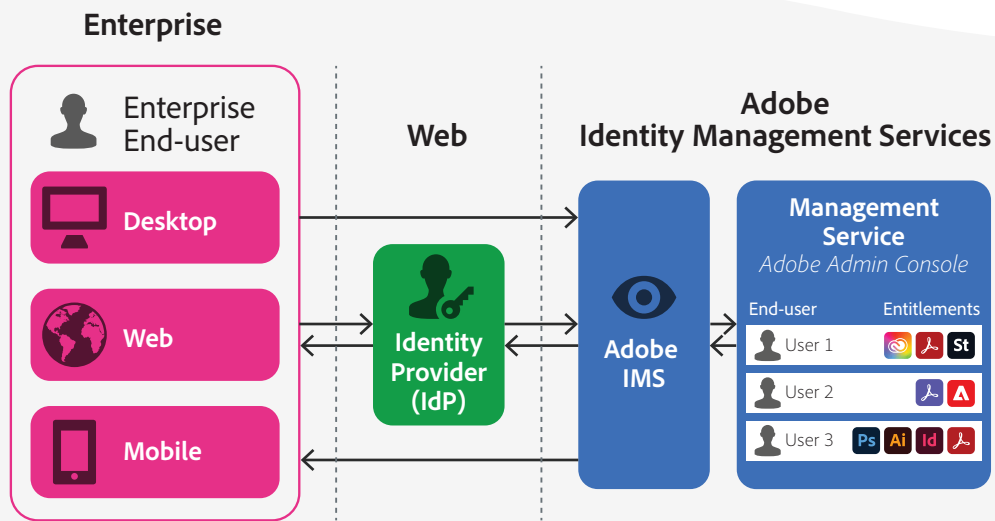 Enterprise
Enterprise
End-user
Desktop
Web
Mobile
Web
Identity
Provider
(IdP)
Adobe
Identity Management Services
Adobe
IMS
Management
Service
Adobe Admin Console
End-user Entitlements
User 1 St
User 2
User 3 Ps Ai Id